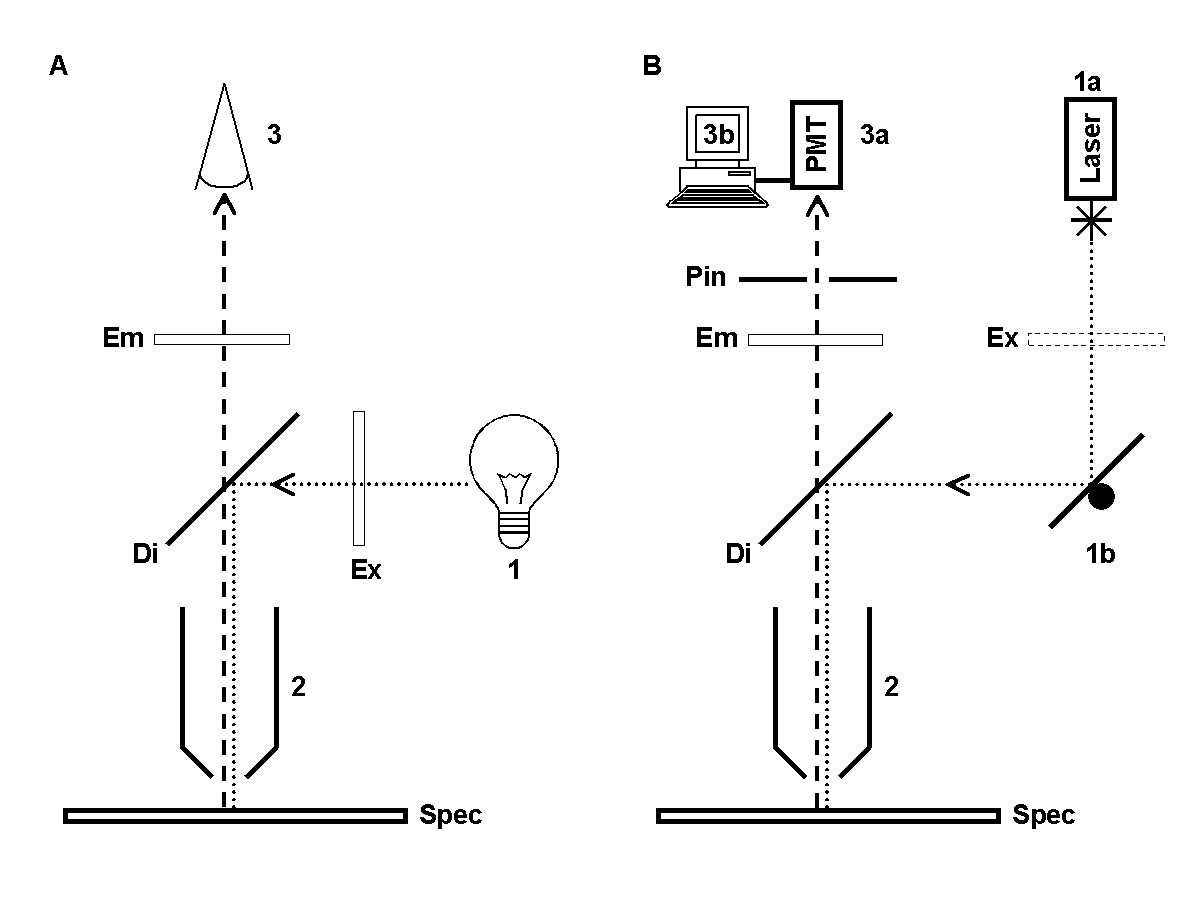 A
3
Em
Di
Ex
1
2
Spec
B
1a
Laser
3b
PMT
3a
Pin
Em
Ex
Di
1b
2
Spec